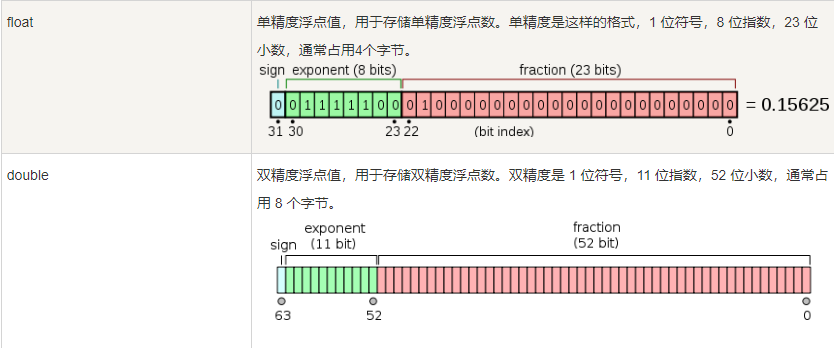 float
单精度浮点值，用于存储单精度浮点数。单精度是这样的格式，1 位符号，8 位指数，23 位
小数，通常占用4个字节。
sign exponent (8 bits) fraction (23 bits)
0 0 1 1 1 1 1 0 0 0 1 0 0 0 0 0 0 0 0 0 0 0 0 0 0 0 0 0 0 0 0 0 = 0.15625
31 30 23 22 (bit index) 0
double
双精度浮点值，用于存储双精度浮点数。双精度是 1 位符号，11 位指数，52 位小数，通常占
用 8 个字节。
exponent fraction
sign (11 bit) (52 bit)
63 52 0